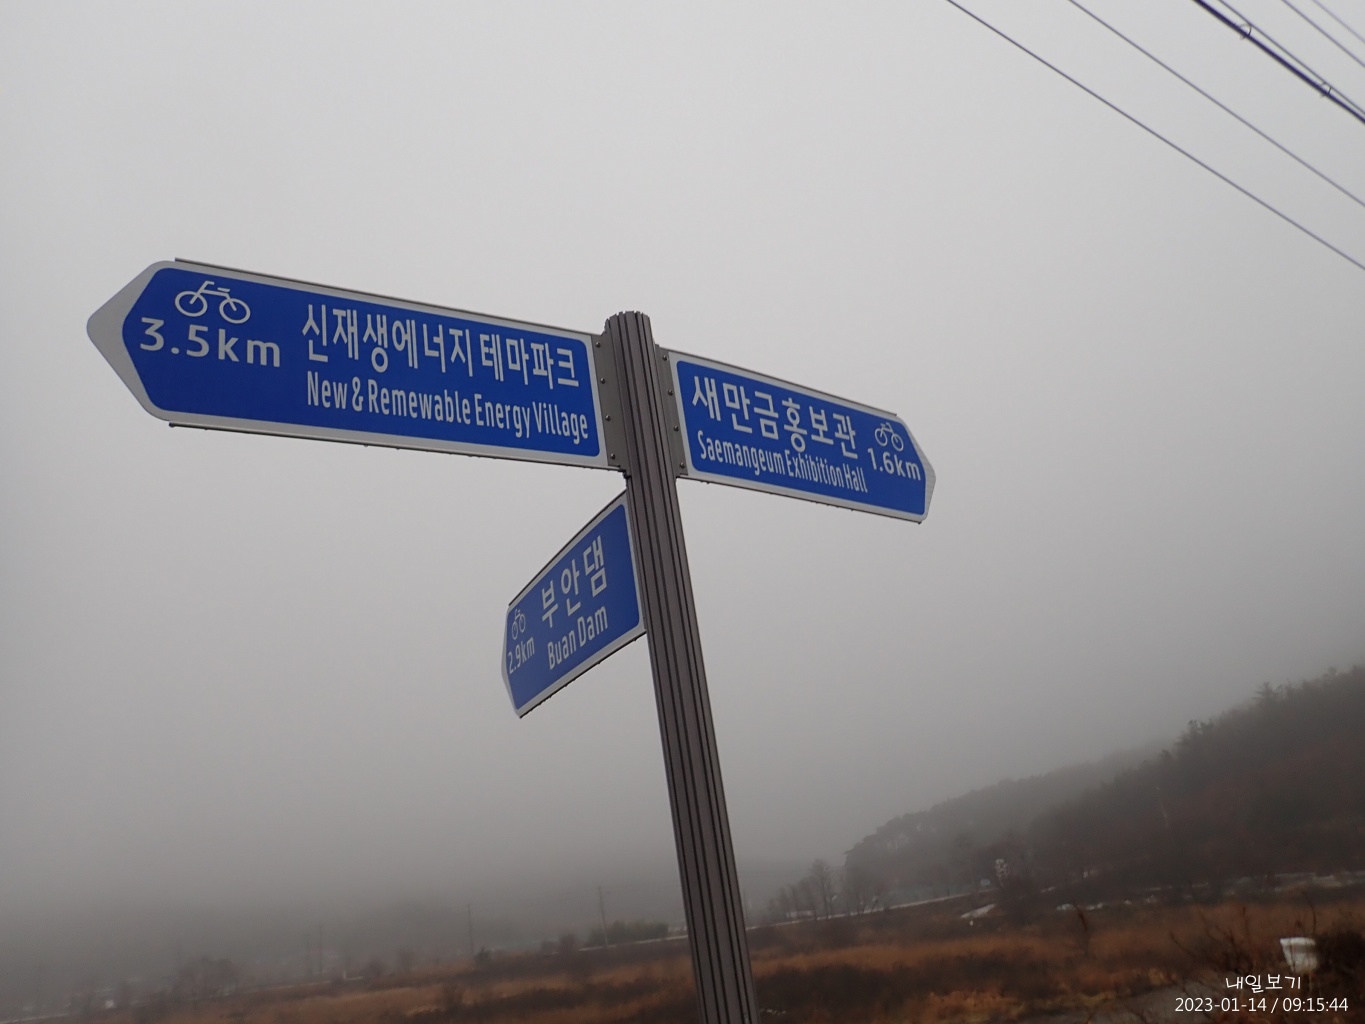 3.5km
신재생에너지 테마파크
New & Remewable Energy Village
새만금홍보관
Saemangeum Exhibition Hall
1.6km
부안댐
Buan Dam
2.9km
내일보기
2023-01-14 / 09:15:44